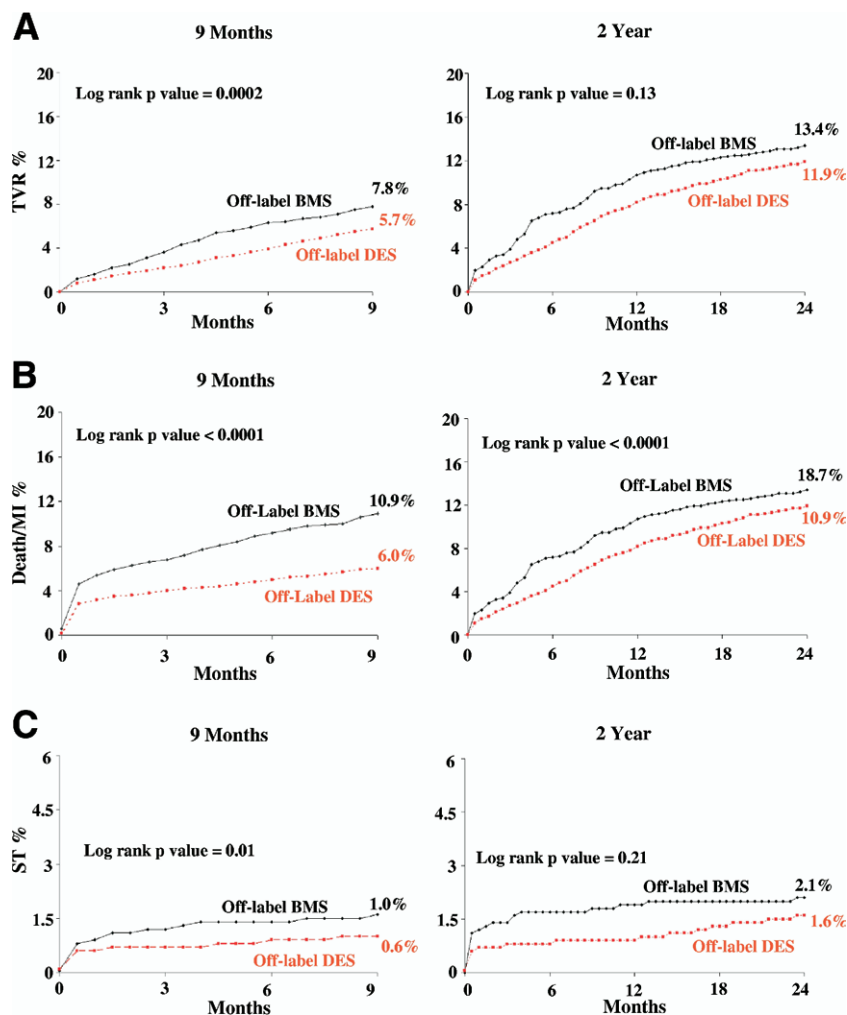 A
9 Months
2 Year
TVR %
20
16
12
8
4
0
Log rank p value = 0.0002
Off-label BMS
7.8%
5.7%
Off-label DES
0
3
6
9
Months
20
16
12
8
4
0
Log rank p value = 0.13
Off-label BMS
13.4%
11.9%
Off-label DES
0
6
12
18
24
Months
B
9 Months
2 Year
Death/MI %
20
16
12
8
4
0
Log rank p value < 0.0001
Off-Label BMS
10.9%
6.0%
Off-Label DES
0
3
6
9
Months
20
16
12
8
4
0
Log rank p value < 0.0001
Off-Label BMS
18.7%
10.9%
Off-Label DES
6
12
18
24
Months
C
9 Months
2 Year
ST %
6
4.5
3
1.5
0
Log rank p value = 0.01
Off-label BMS
1.0%
0.6%
Off-label DES
0
3
6
9
Months
6
4.5
3
1.5
0
Log rank p value = 0.21
Off-label BMS
2.1%
1.6%
Off-label DES
0
6
12
18
24
Months